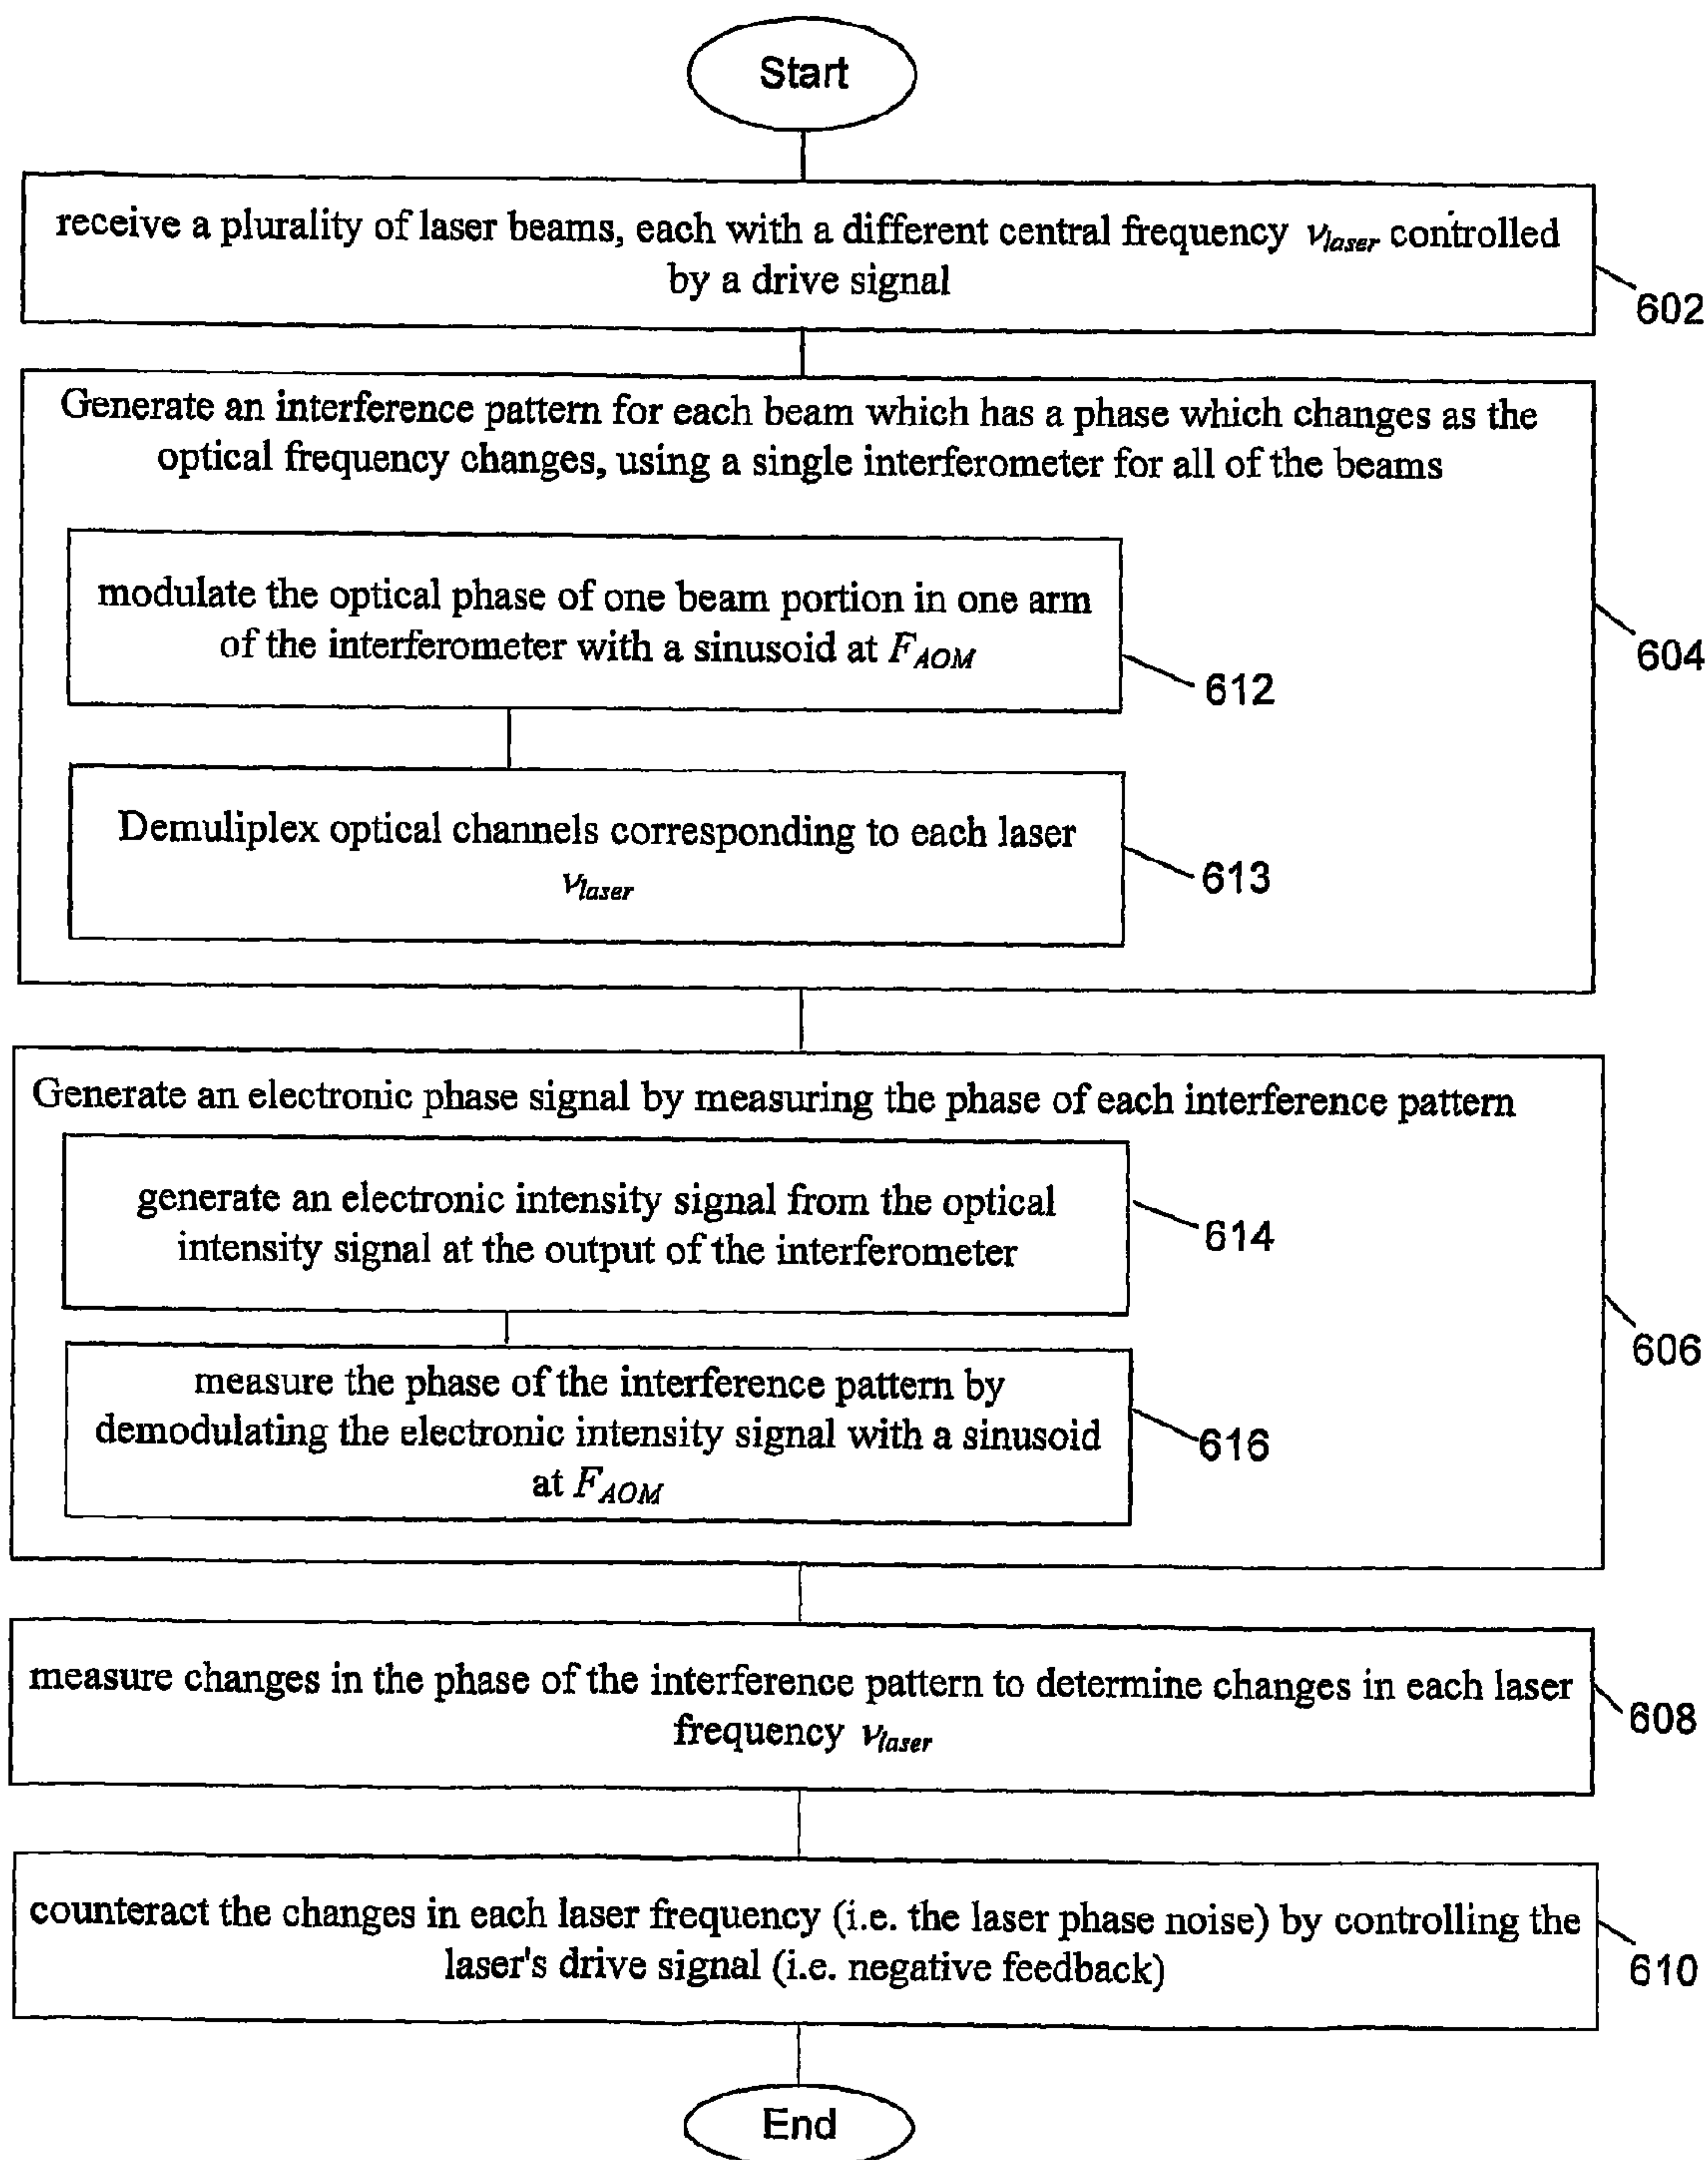 Start
receive a plurality of laser beams, each with a different central frequency νlaser controlled
by a drive signal
602
Generate an interference pattern for each beam which has a phase which changes as the
optical frequency changes, using a single interferometer for all of the beams
modulate the optical phase of one beam portion in one arm
of the interferometer with a sinusoid at FAOM
604
612
Demuliplex optical channels corresponding to each laser
νlaser
613
Generate an electronic phase signal by measuring the phase of each interference pattern
generate an electronic intensity signal from the optical
intensity signal at the output of the interferometer
614
606
measure the phase of the interference pattern by
demodulating the electronic intensity signal with a sinusoid
at FAOM
616
measure changes in the phase of the interference pattern to determine changes in each laser
frequency νlaser
608
counteract the changes in each laser frequency (i.e. the laser phase noise) by controlling the
laser's drive signal (i.e. negative feedback)
610
End